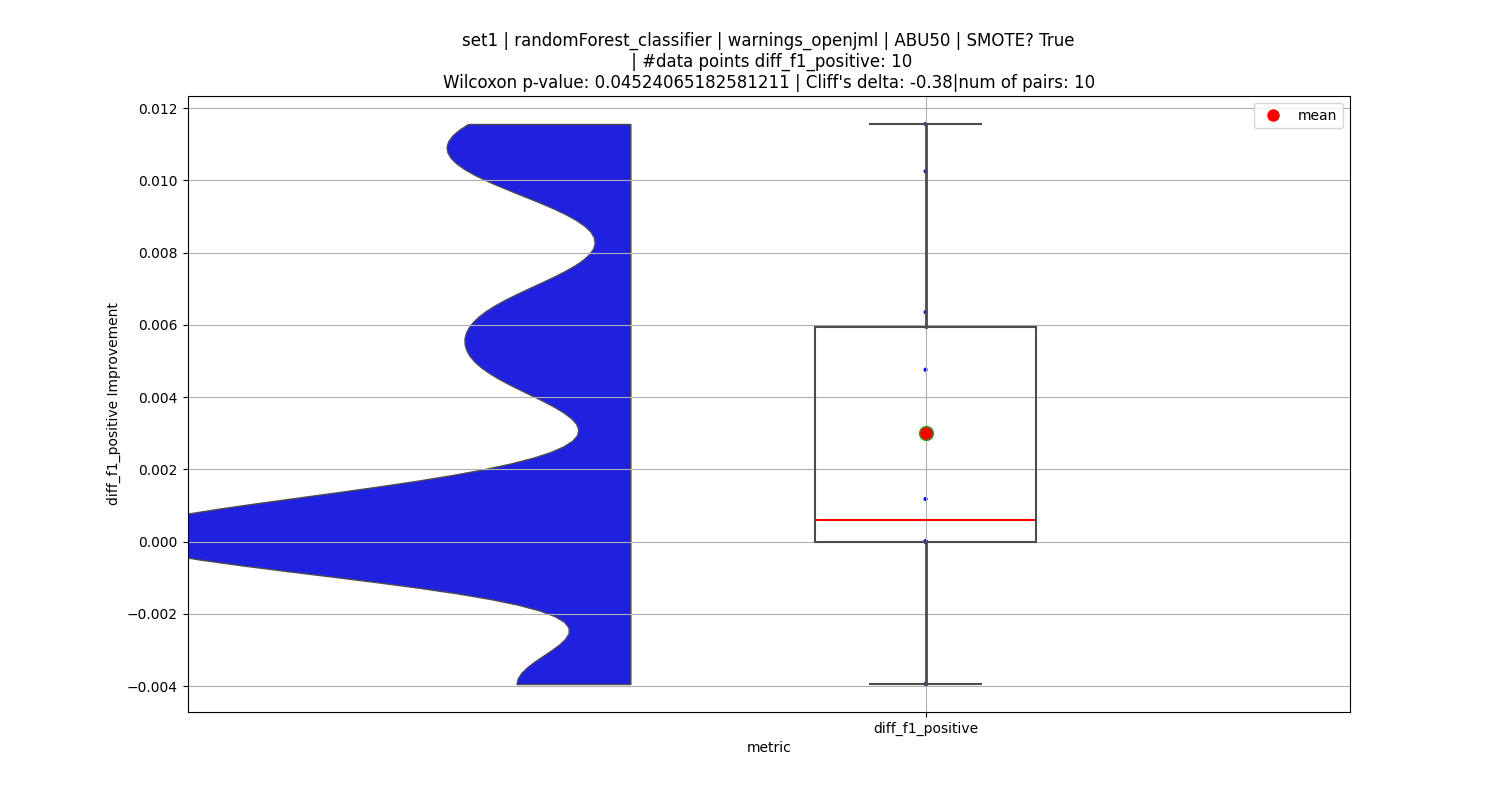 set1 | randomForest_classifier | warnings_openjml | ABU50 | SMOTE? True
| #data points diff_f1_positive: 10
Wilcoxon p-value: 0.04524065182581211 | Cliff's delta: -0.38|num of pairs: 10
mean
0.012
0.010
0.008
0.006
0.004
0.002
0.000
−0.002
−0.004
diff_f1_positive Improvement
diff_f1_positive
metric